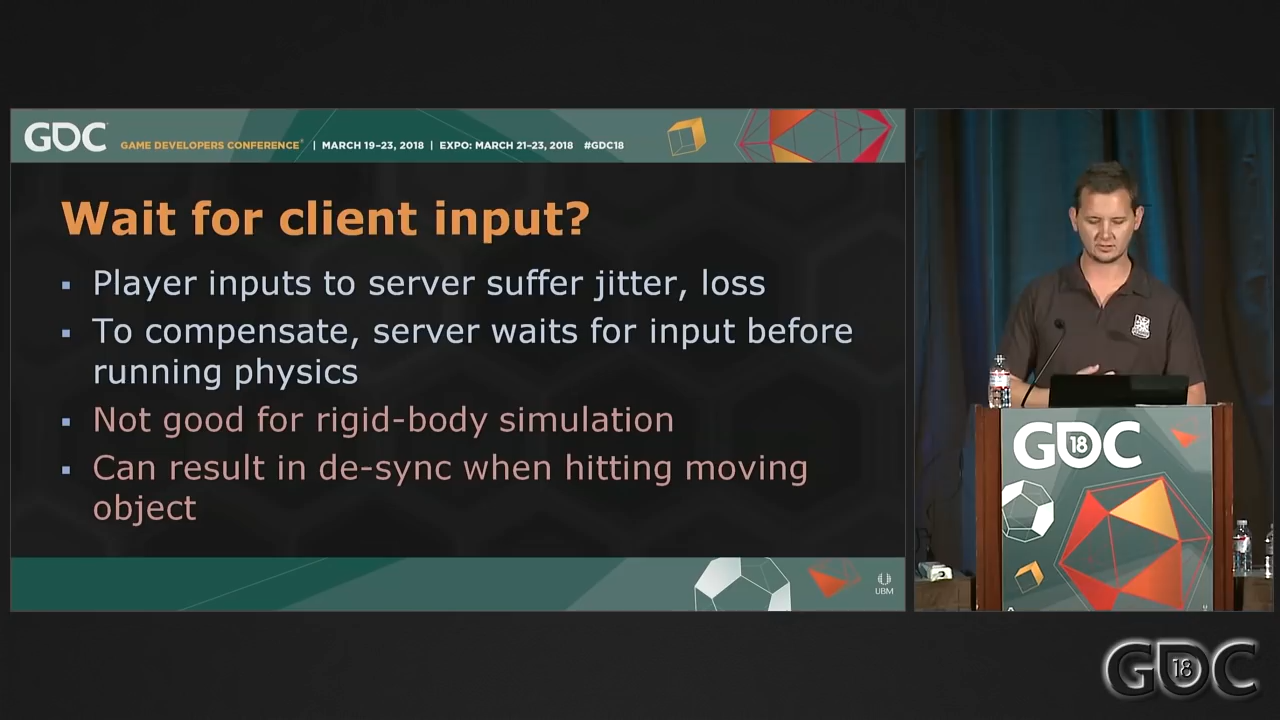 GDC GAME DEVELOPERS CONFERENCE® | MARCH 19–23, 2018 | EXPO: MARCH 21–23, 2018 #GDC18
Wait for client input?
▪ Player inputs to server suffer jitter, loss
▪ To compensate, server waits for input before
running physics
▪ Not good for rigid-body simulation
▪ Can result in de-sync when hitting moving
object
UBM
GDC 18
GDC 18